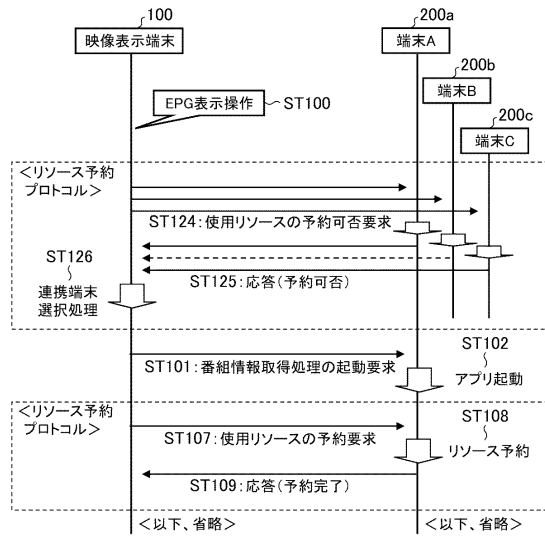 100
映像表示端末
200a
端末A
200b
端末B
200c
端末C
EPG表示操作
ST100
＜リソース予約
プロトコル＞
ST124：使用リソースの予約可否要求
ST125：応答(予約可否)
ST126
連携端末
選択処理
ST101：番組情報取得処理の起動要求
ST102
アプリ起動
＜リソース予約
プロトコル＞
ST107：使用リソースの予約要求
ST108
リソース予約
ST109：応答(予約完了)
＜以下、省略＞
＜以下、省略＞